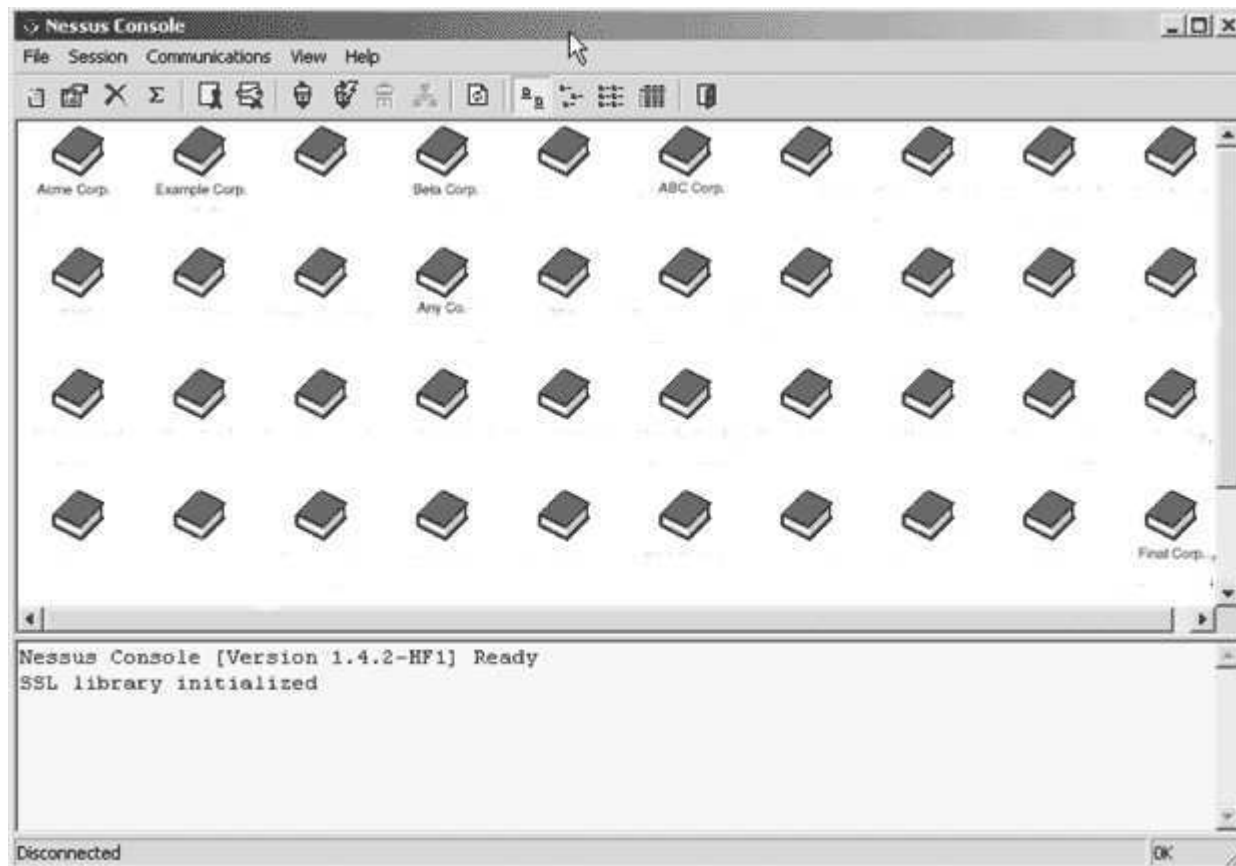 Nessus Console
File Session Communications View Help
Acme Corp. Example Corp. Beta Corp. ABC Corp.
Any Co.
Final Corp.
Nessus Console [Version 1.4.2-HF1] Ready
SSL library initialized
Disconnected OK